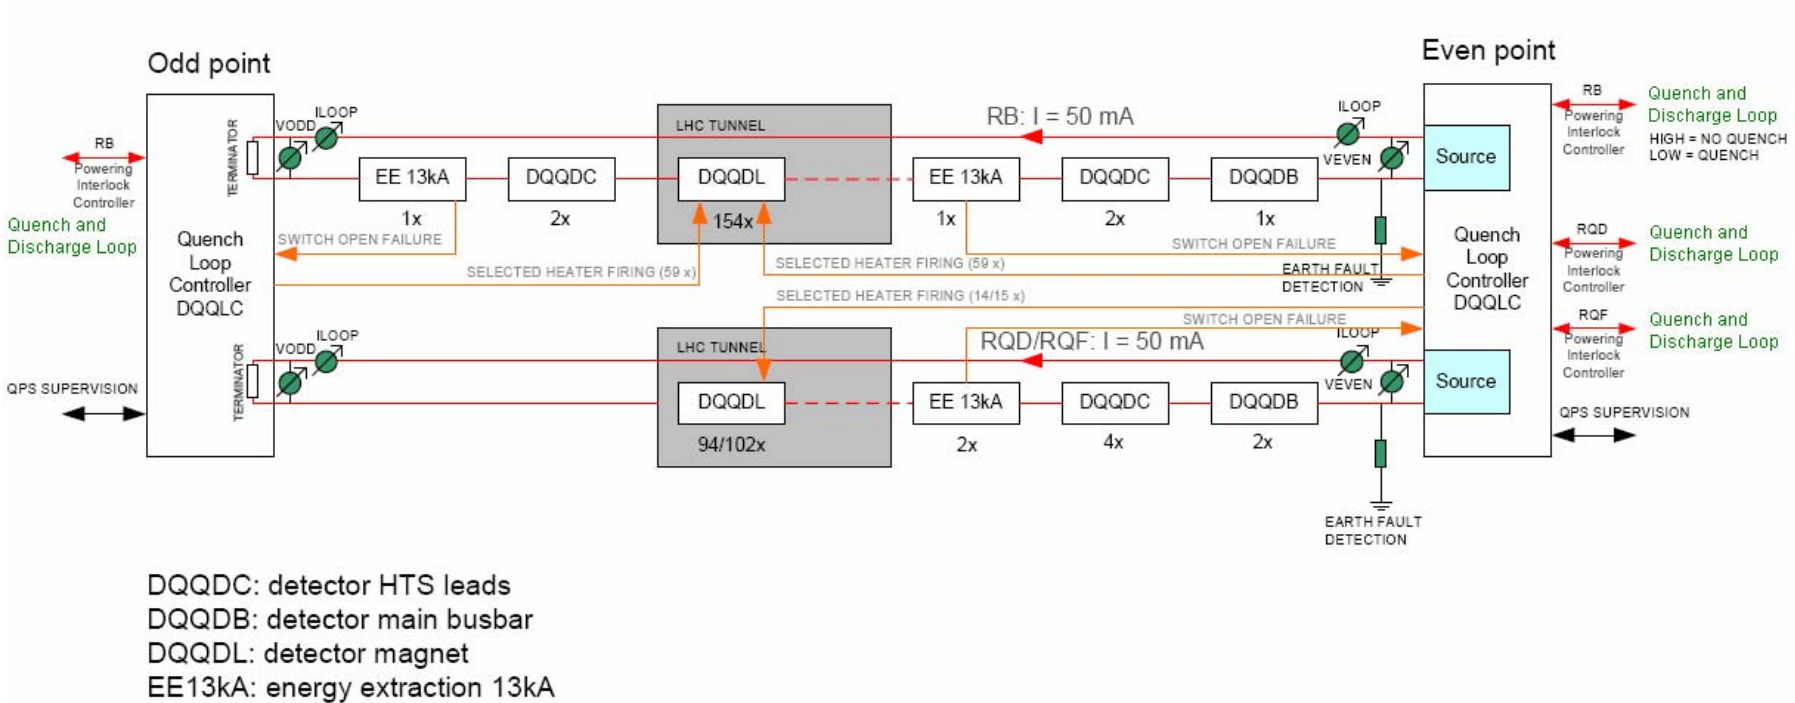 Odd point
Even point
RB
Powering
Interlock
Controller
Quench and
Discharge Loop
TERMINATOR
VODD
ILOOP
EE 13kA
1x
DQQDC
2x
LHC TUNNEL
DQQDL
154x
RB: I = 50 mA
EE 13kA
1x
DQQDC
2x
DQQDB
1x
ILOOP
VEVEN
Source
RB
Powering
Interlock
Controller
Quench and
Discharge Loop
HIGH = NO QUENCH
LOW = QUENCH
Quench
Loop
Controller
DQQLC
SWITCH OPEN FAILURE
SELECTED HEATER FIRING (59 x)
SELECTED HEATER FIRING (59 x)
SWITCH OPEN FAILURE
EARTH FAULT
DETECTION
Quench
Loop
Controller
DQQLC
RQD
Powering
Interlock
Controller
Quench and
Discharge Loop
SELECTED HEATER FIRING (14/15 x)
SWITCH OPEN FAILURE
RQF
Powering
Interlock
Controller
Quench and
Discharge Loop
QPS SUPERVISION
TERMINATOR
VODD
ILOOP
LHC TUNNEL
DQQDL
94/102x
RQD/RQF: I = 50 mA
EE 13kA
2x
DQQDC
4x
DQQDB
2x
ILOOP
VEVEN
Source
QPS SUPERVISION
EARTH FAULT
DETECTION
DQQDC: detector HTS leads
DQQDB: detector main busbar
DQQDL: detector magnet
EE13kA: energy extraction 13kA